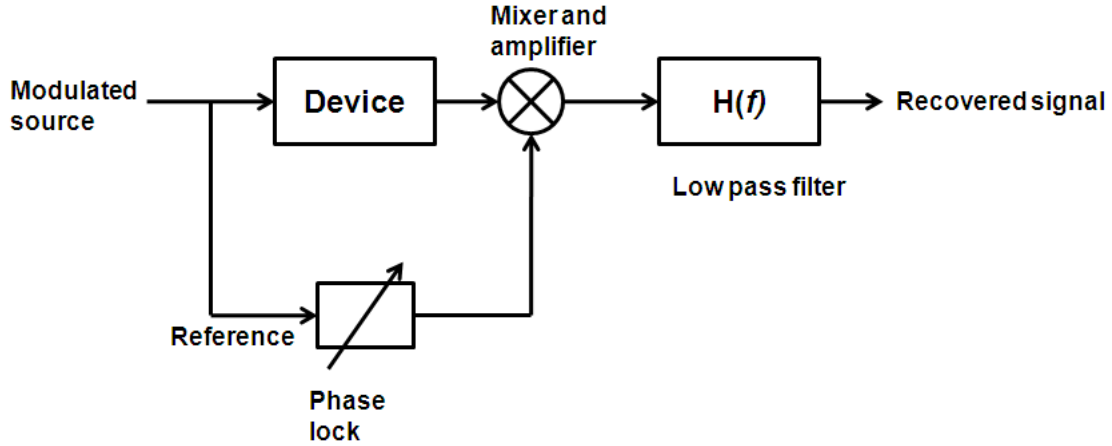 Mixer and
amplifier
Modulated
source
Device
H(f)
Recovered signal
Low pass filter
Reference
Phase
lock